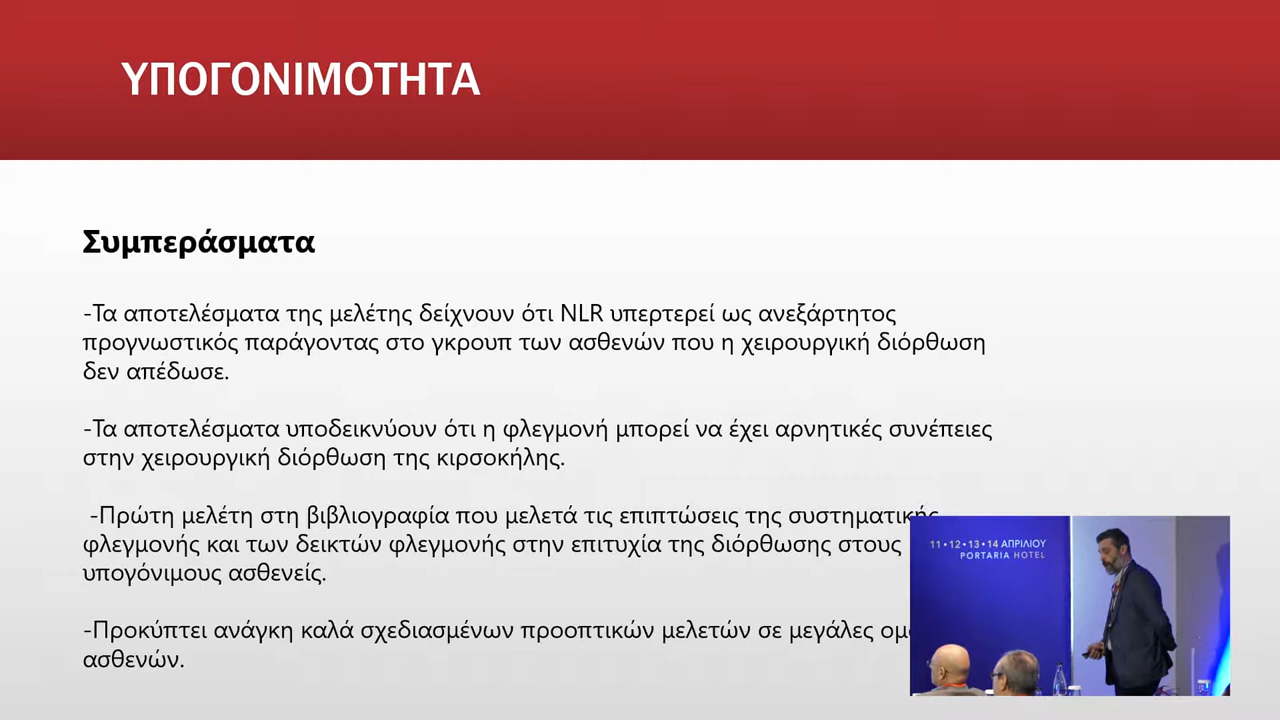 ΥΠΟΓΟΝΙΜΟΤΗΤΑ
Συμπεράσματα
-Τα αποτελέσματα της μελέτης δείχνουν ότι NLR υπερτερεί ως ανεξάρτητος
προγνωστικός παράγοντας στο γκρουπ των ασθενών που η χειρουργική διόρθωση
δεν απέδωσε.
-Τα αποτελέσματα υποδεικνύουν ότι η φλεγμονή μπορεί να έχει αρνητικές συνέπειες
στην χειρουργική διόρθωση της κιρσοκήλης.
-Πρώτη μελέτη στη βιβλιογραφία που μελετά τις επιπτώσεις της συστηματικής
φλεγμονής και των δεικτών φλεγμονής στην επιτυχία της διόρθωσης στους
υπογόνιμους ασθενείς.
-Προκύπτει ανάγκη καλά σχεδιασμένων προοπτικών μελετών σε μεγάλες
ασθενών.
11•12•13•14 ΑΠΡΙΛΙΟΥ
PORTARIA HOTEL